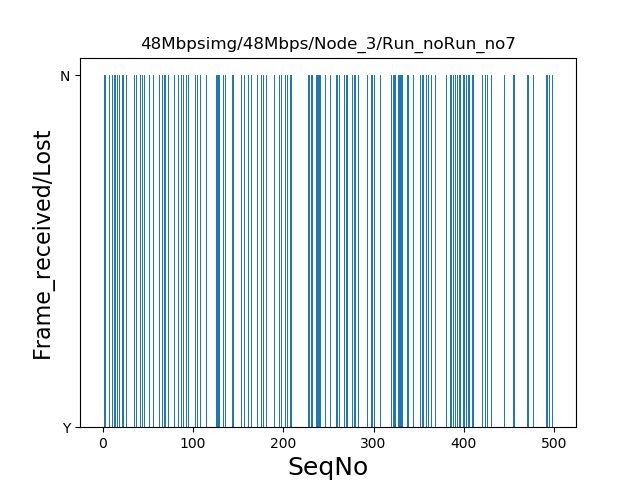 48Mbpsimg/48Mbps/Node_3/Run_noRun_no7
N
Frame_received/Lost
Y
0
100
200
300
400
500
SeqNo